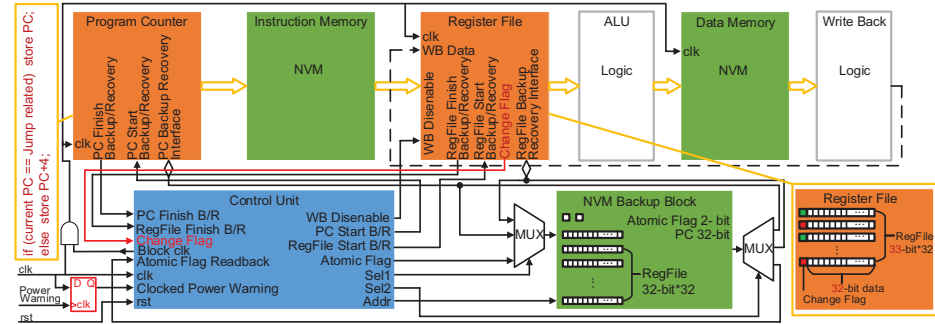 if (current PC == Jump related) store PC;
else store PC+4;
Program Counter
clk
PC Finish
Backup/Recovery
PC Start
Backup/Recovery
PC Backup Recovery
Interface
Instruction Memory
NVM
Register File
clk
WB Data
WB Disenable
RegFile Finish
Backup/Recovery
RegFile Start
Backup/Recovery
Change Flag
RegFile Backup
Recovery Interface
ALU
Logic
Data Memory
clk
NVM
Write Back
Logic
Control Unit
PC Finish B/R
RegFile Finish B/R
Change Flag
Block clk
Atomic Flag Readback
clk
Clocked Power Warning
rst
WB Disenable
PC Start B/R
RegFile Start B/R
Atomic Flag
Sel1
Sel2
Addr
clk
Power
Warning
rst
D Q
>clk
MUX
NVM Backup Block
Atomic Flag 2- bit
PC 32-bit
RegFile
32-bit*32
MUX
Register File
RegFile
33-bit*32
32-bit data
Change Flag